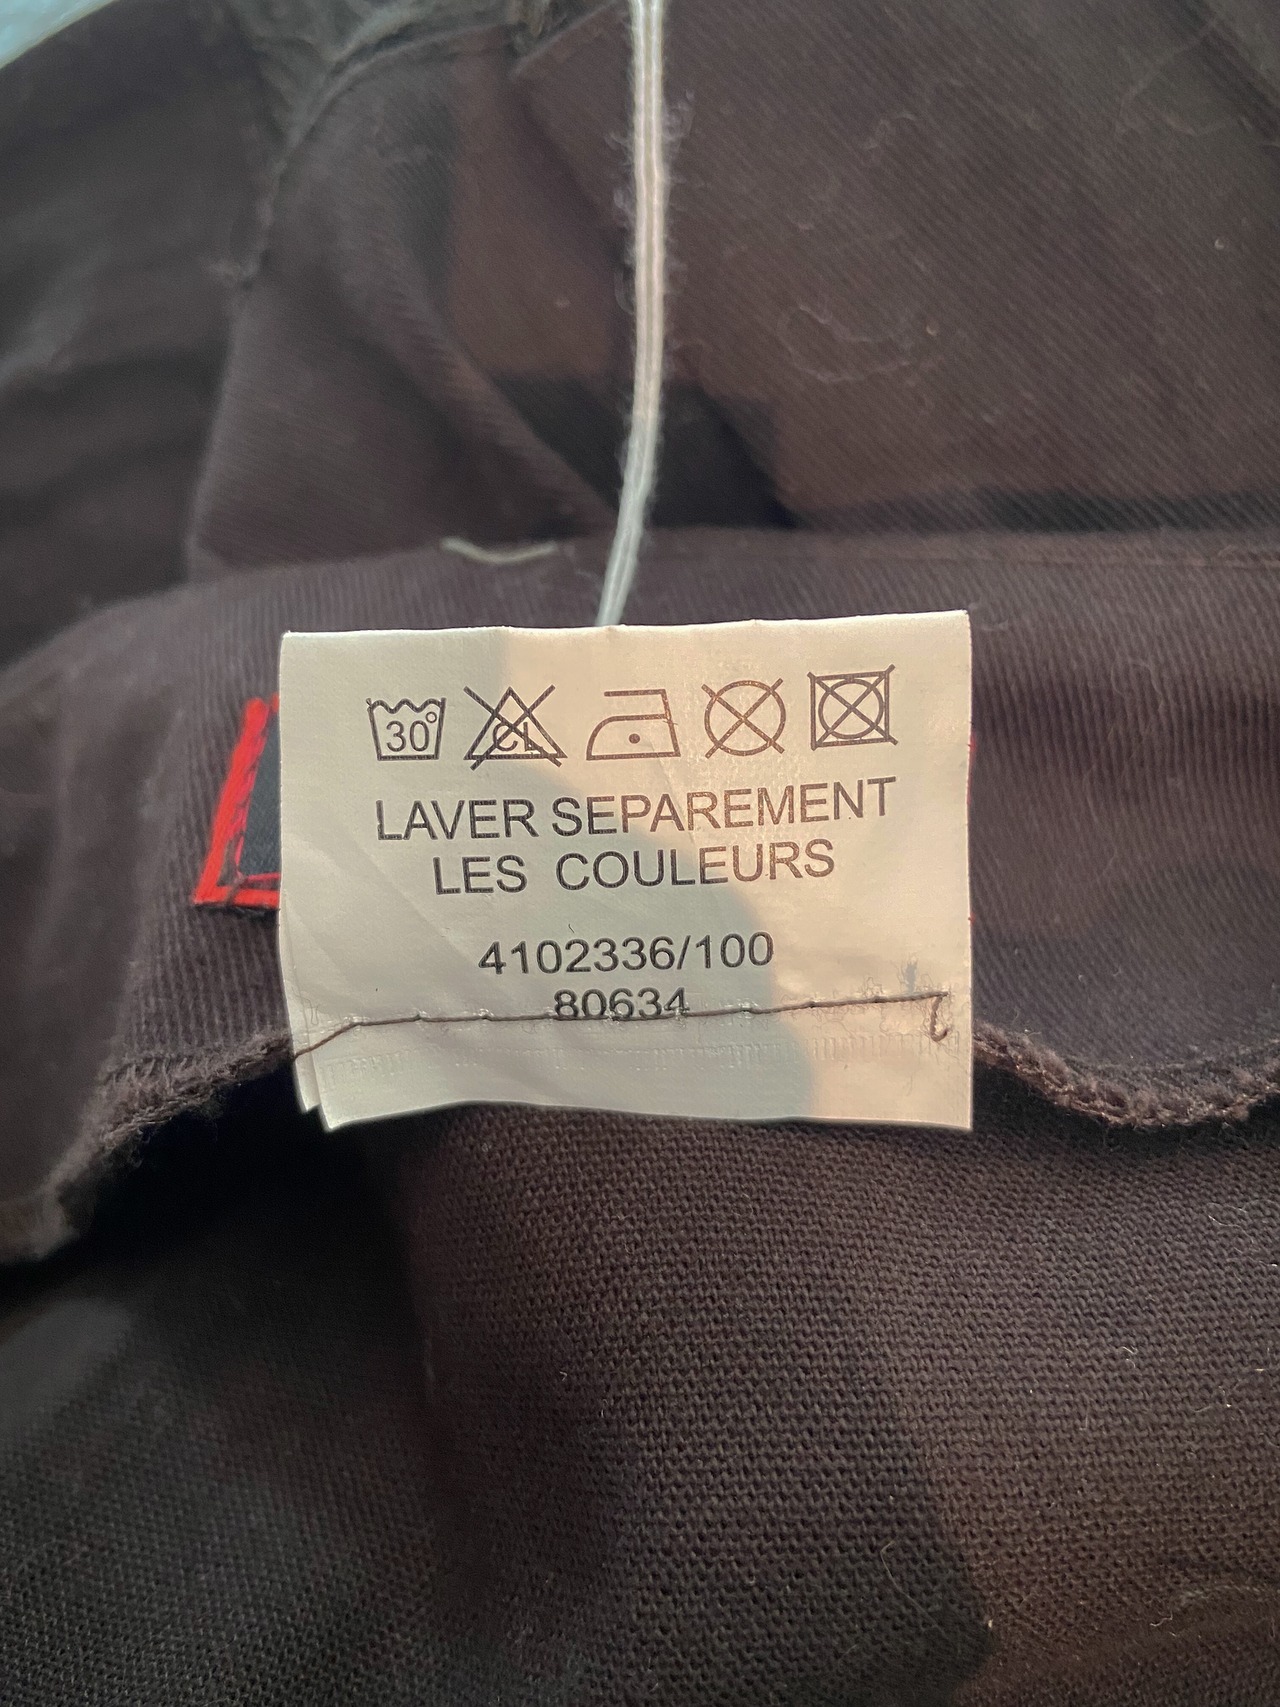 30°
CL
LAVER SEPAREMENT
LES COULEURS
4102336/100
80634